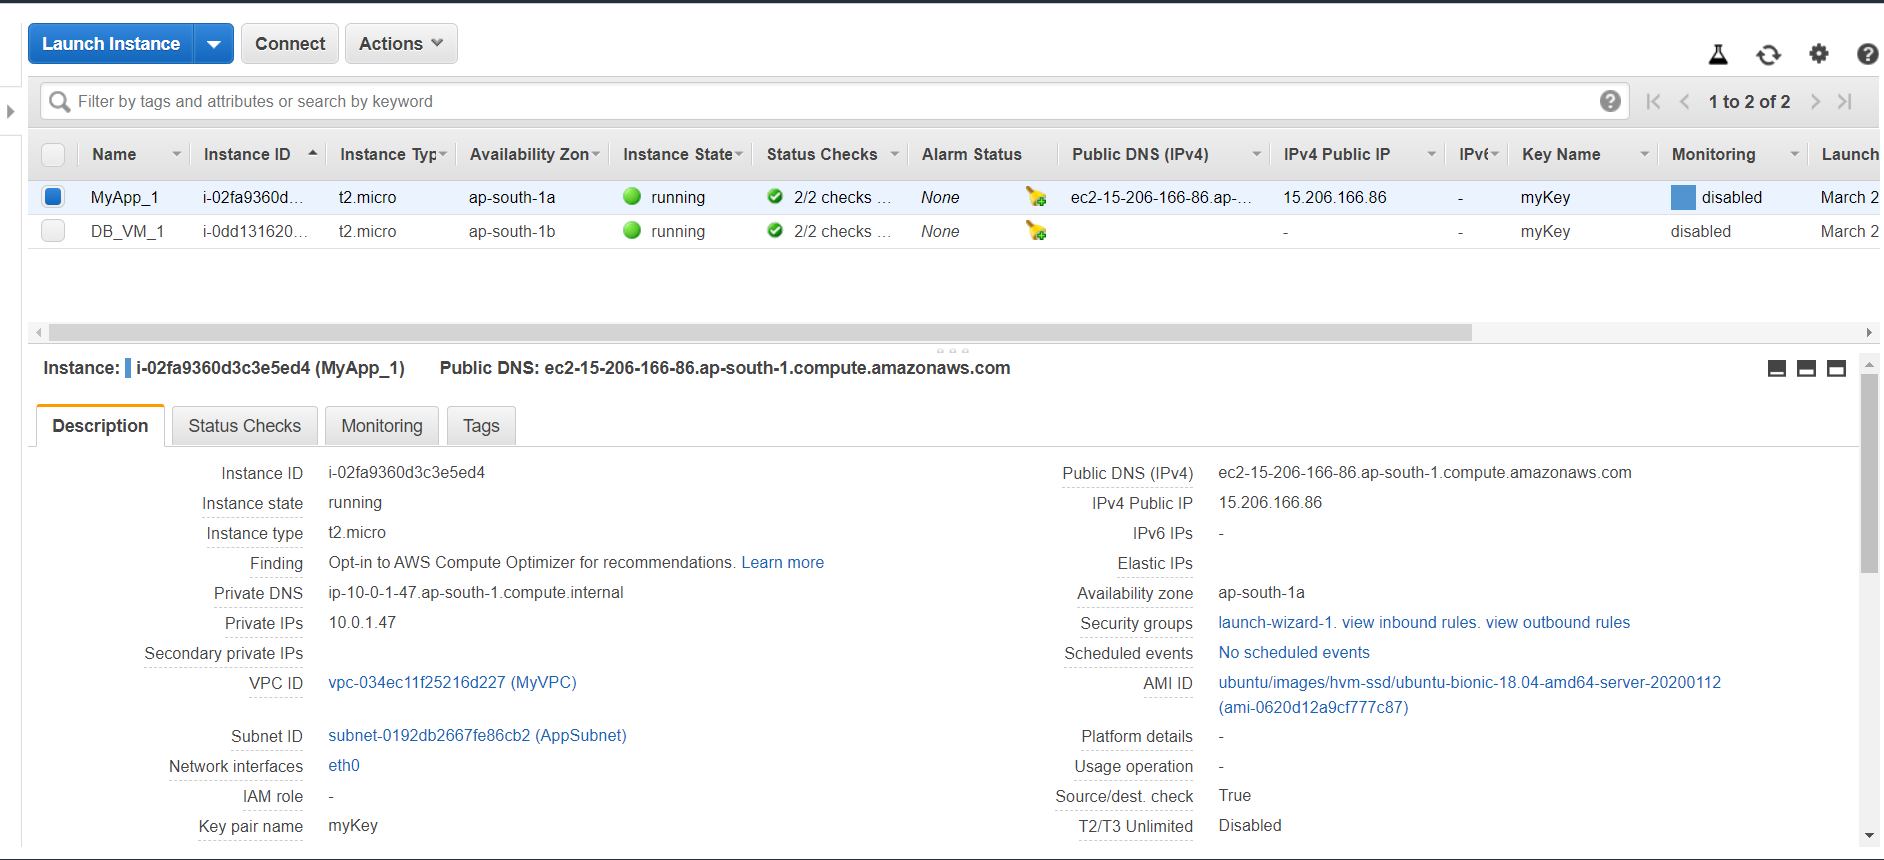 Launch Instance Connect Actions
Filter by tags and attributes or search by keyword 1 to 2 of 2
Name Instance ID Instance Typ Availability Zon Instance State Status Checks Alarm Status Public DNS (IPv4) IPv4 Public IP IPv6 Key Name Monitoring Launch
MyApp_1 i-02fa9360d... t2.micro ap-south-1a running 2/2 checks ... None ec2-15-206-166-86.ap-... 15.206.166.86 - myKey disabled March 2
DB_VM_1 i-0dd131620... t2.micro ap-south-1b running 2/2 checks ... None - - myKey disabled March 2
Instance: i-02fa9360d3c3e5ed4 (MyApp_1) Public DNS: ec2-15-206-166-86.ap-south-1.compute.amazonaws.com
Description Status Checks Monitoring Tags
Instance ID i-02fa9360d3c3e5ed4 Public DNS (IPv4) ec2-15-206-166-86.ap-south-1.compute.amazonaws.com
Instance state running IPv4 Public IP 15.206.166.86
Instance type t2.micro IPv6 IPs -
Finding Opt-in to AWS Compute Optimizer for recommendations. Learn more Elastic IPs
Private DNS ip-10-0-1-47.ap-south-1.compute.internal Availability zone ap-south-1a
Private IPs 10.0.1.47 Security groups launch-wizard-1. view inbound rules. view outbound rules
Secondary private IPs Scheduled events No scheduled events
VPC ID vpc-034ec11f25216d227 (MyVPC) AMI ID ubuntu/images/hvm-ssd/ubuntu-bionic-18.04-amd64-server-20200112
(ami-0620d12a9cf777c87)
Subnet ID subnet-0192db2667fe86cb2 (AppSubnet) Platform details -
Network interfaces eth0 Usage operation -
IAM role - Source/dest. check True
Key pair name myKey T2/T3 Unlimited Disabled